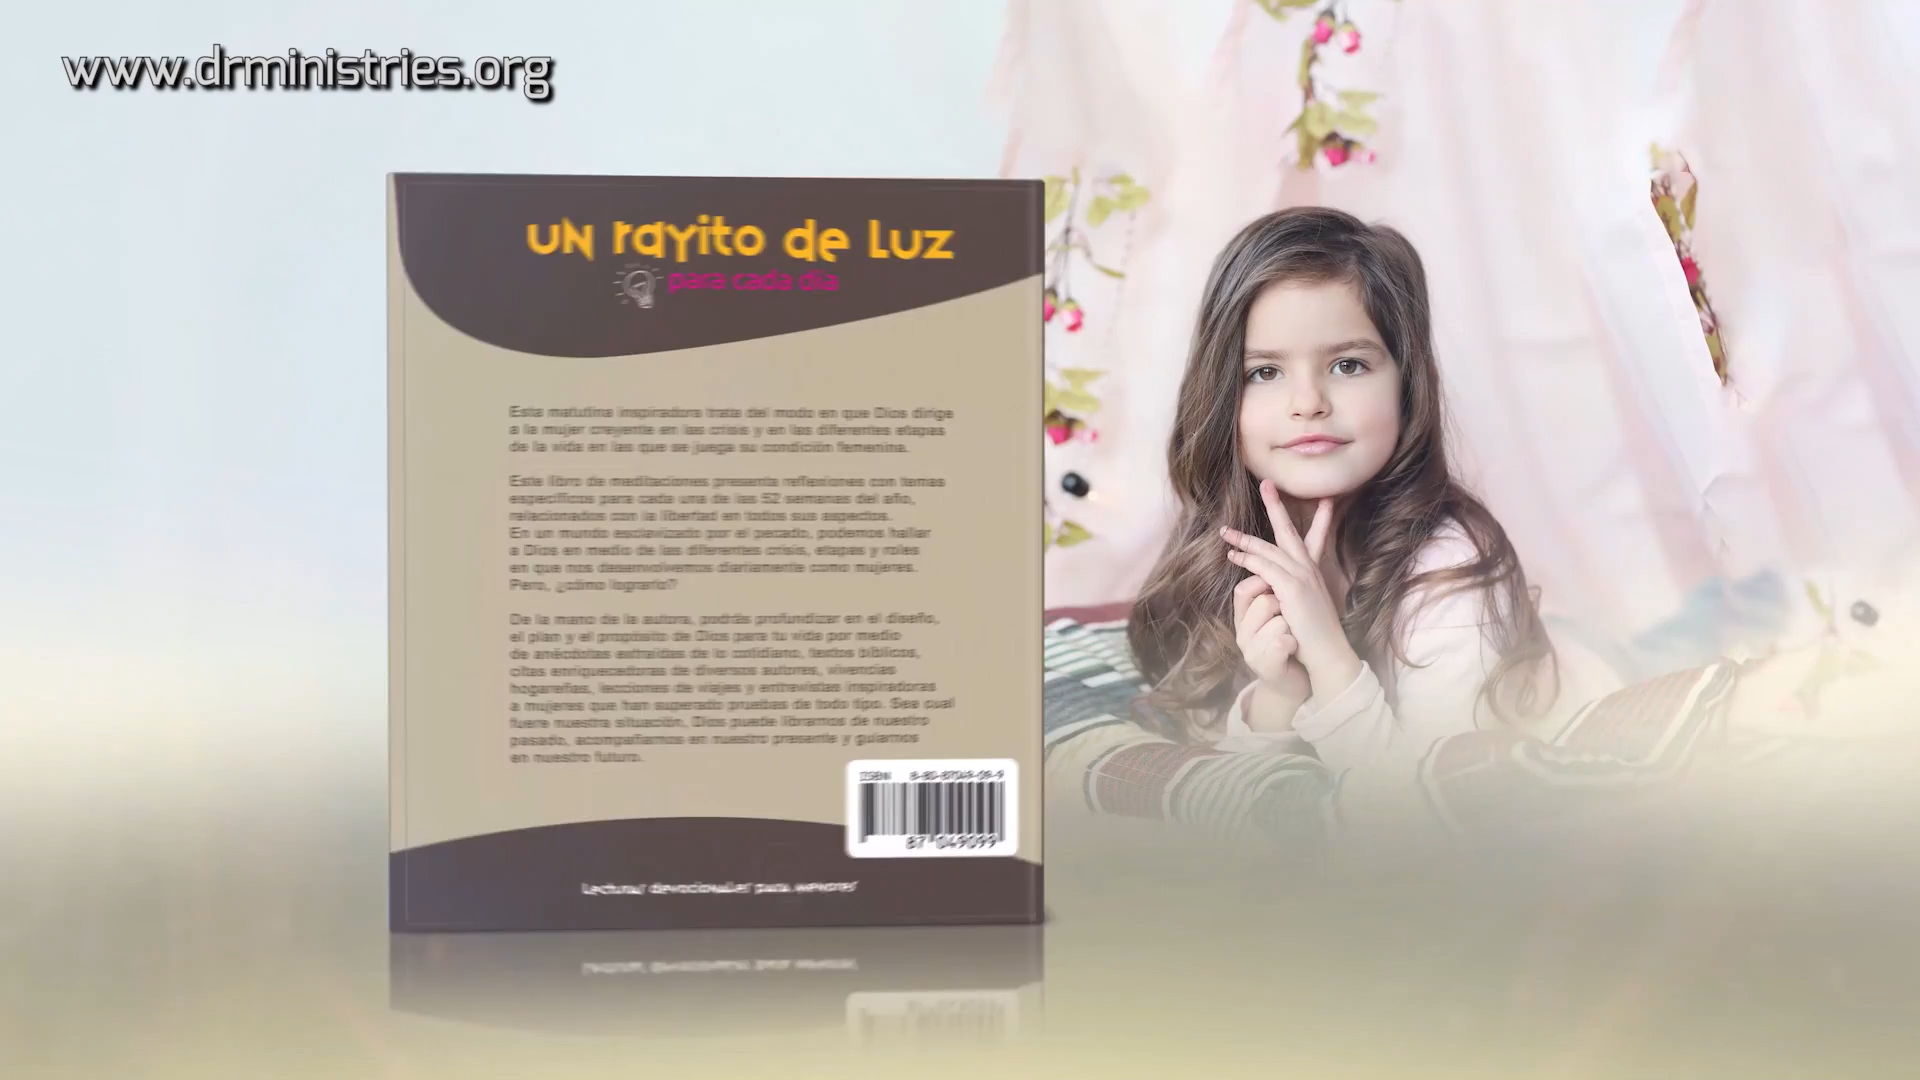 www.drministries.org
un rayito de luz
para cada día
Esta matutina inspiradora trata del modo en que Dios dirige
a la mujer creyente en las crisis y en las diferentes etapas
de la vida en las que se juega su condición femenina.
Este libro de meditaciones presenta reflexiones con temas
específicos para cada una de las 52 semanas del año,
relacionados con la libertad en todos sus aspectos.
En un mundo esclavizado por el pecado, podemos hallar
a Dios en medio de las diferentes crisis, etapas y roles
en que nos desenvolvemos diariamente como mujeres.
Pero, ¿cómo lograrlo?
De la mano de la autora, podrás profundizar en el diseño,
el plan y el propósito de Dios para tu vida por medio
de anécdotas extraídas de lo cotidiano, textos bíblicos,
citas enriquecedoras de diversos autores, vivencias
hogareñas, lecciones de viajes y entrevistas inspiradoras
a mujeres que han superado pruebas de todo tipo. Sea cual
fuere nuestra situación, Dios puede librarnos de nuestro
pasado, acompañarnos en nuestro presente y guiarnos
en nuestro futuro.
ISBN 8-80-87049-09-9
87 049099
Lecturas devocionales para menores